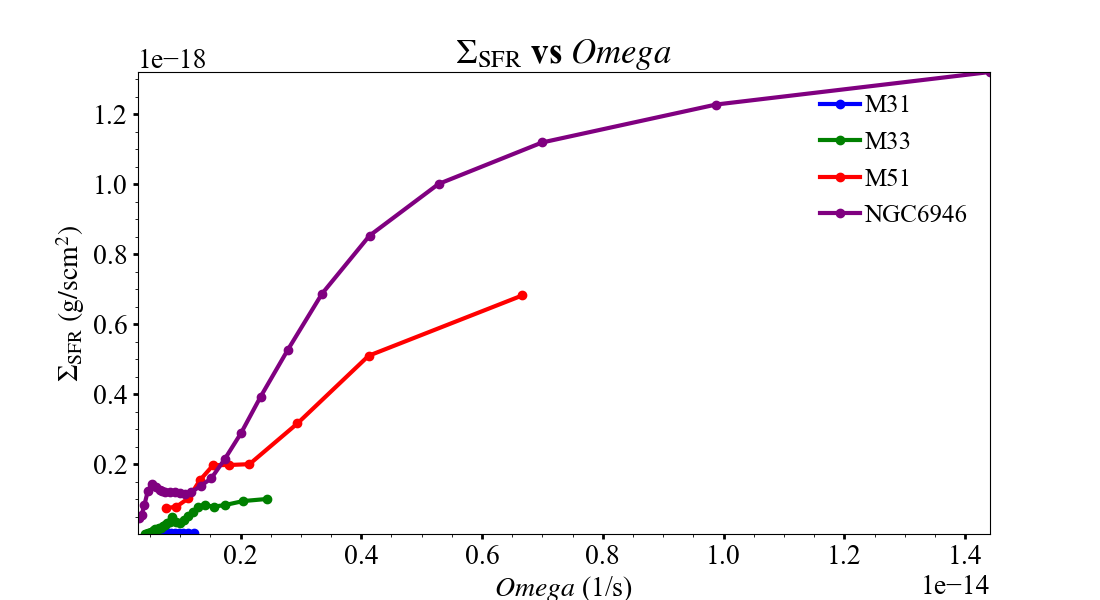 Σ_SFR vs Omega
1e−18
1.2
1.0
0.8
0.6
0.4
0.2
Σ_SFR (g/scm²)
M31
M33
M51
NGC6946
0.2 0.4 0.6 0.8 1.0 1.2 1.4
1e−14
Omega (1/s)